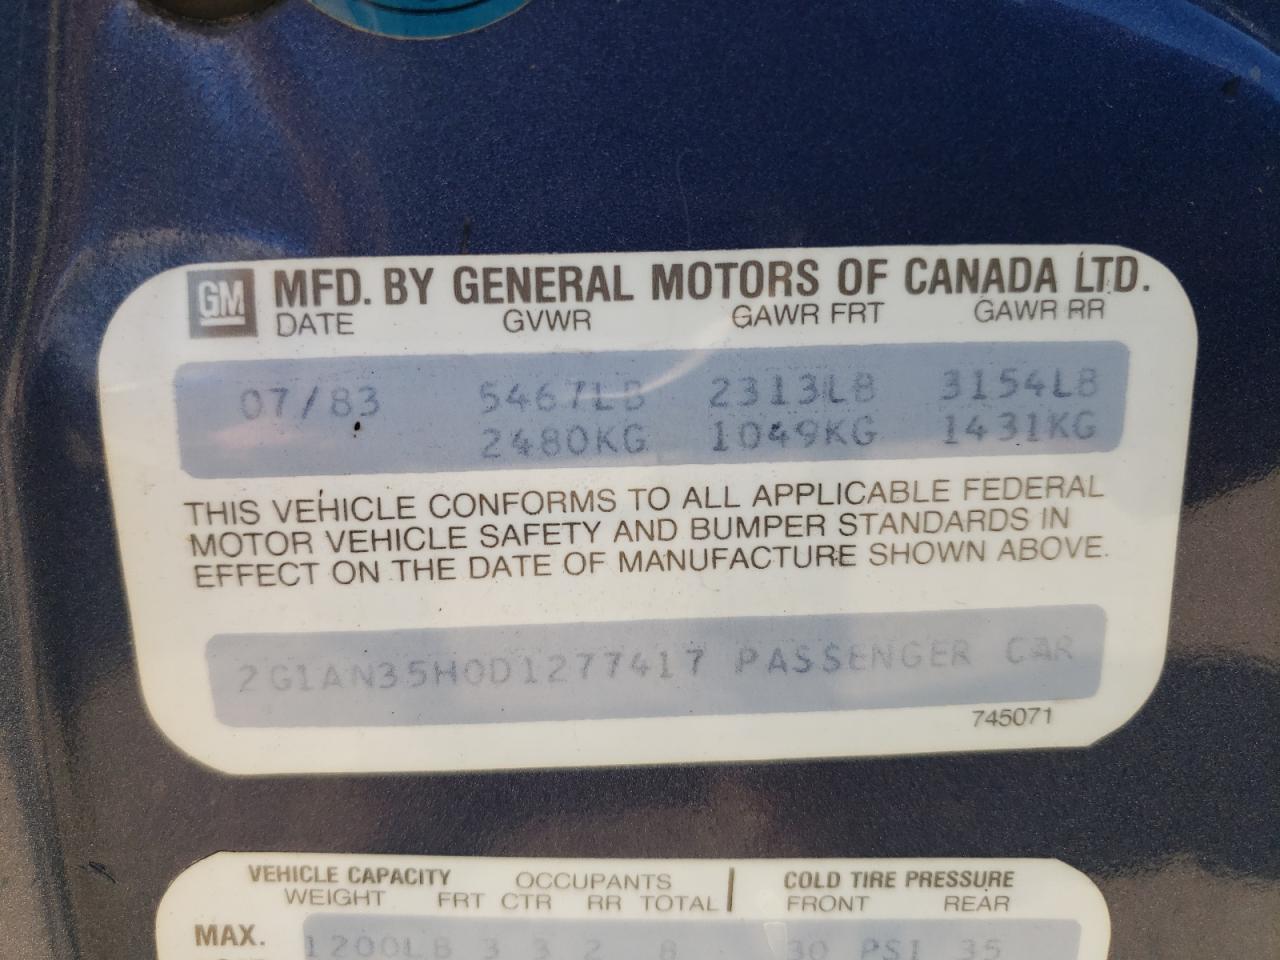 GM MFD. BY GENERAL MOTORS OF CANADA LTD.
DATE GVWR GAWR FRT GAWR RR
07/83 5467LB 2313LB 3154LB
2480KG 1049KG 1431KG
THIS VEHICLE CONFORMS TO ALL APPLICABLE FEDERAL
MOTOR VEHICLE SAFETY AND BUMPER STANDARDS IN
EFFECT ON THE DATE OF MANUFACTURE SHOWN ABOVE.
2G1AN35H0D1277417 PASSENGER CAR
745071
VEHICLE CAPACITY OCCUPANTS COLD TIRE PRESSURE
WEIGHT FRT CTR RR TOTAL FRONT REAR
MAX. 1200LB 3 3 2 8 30 PSI 35